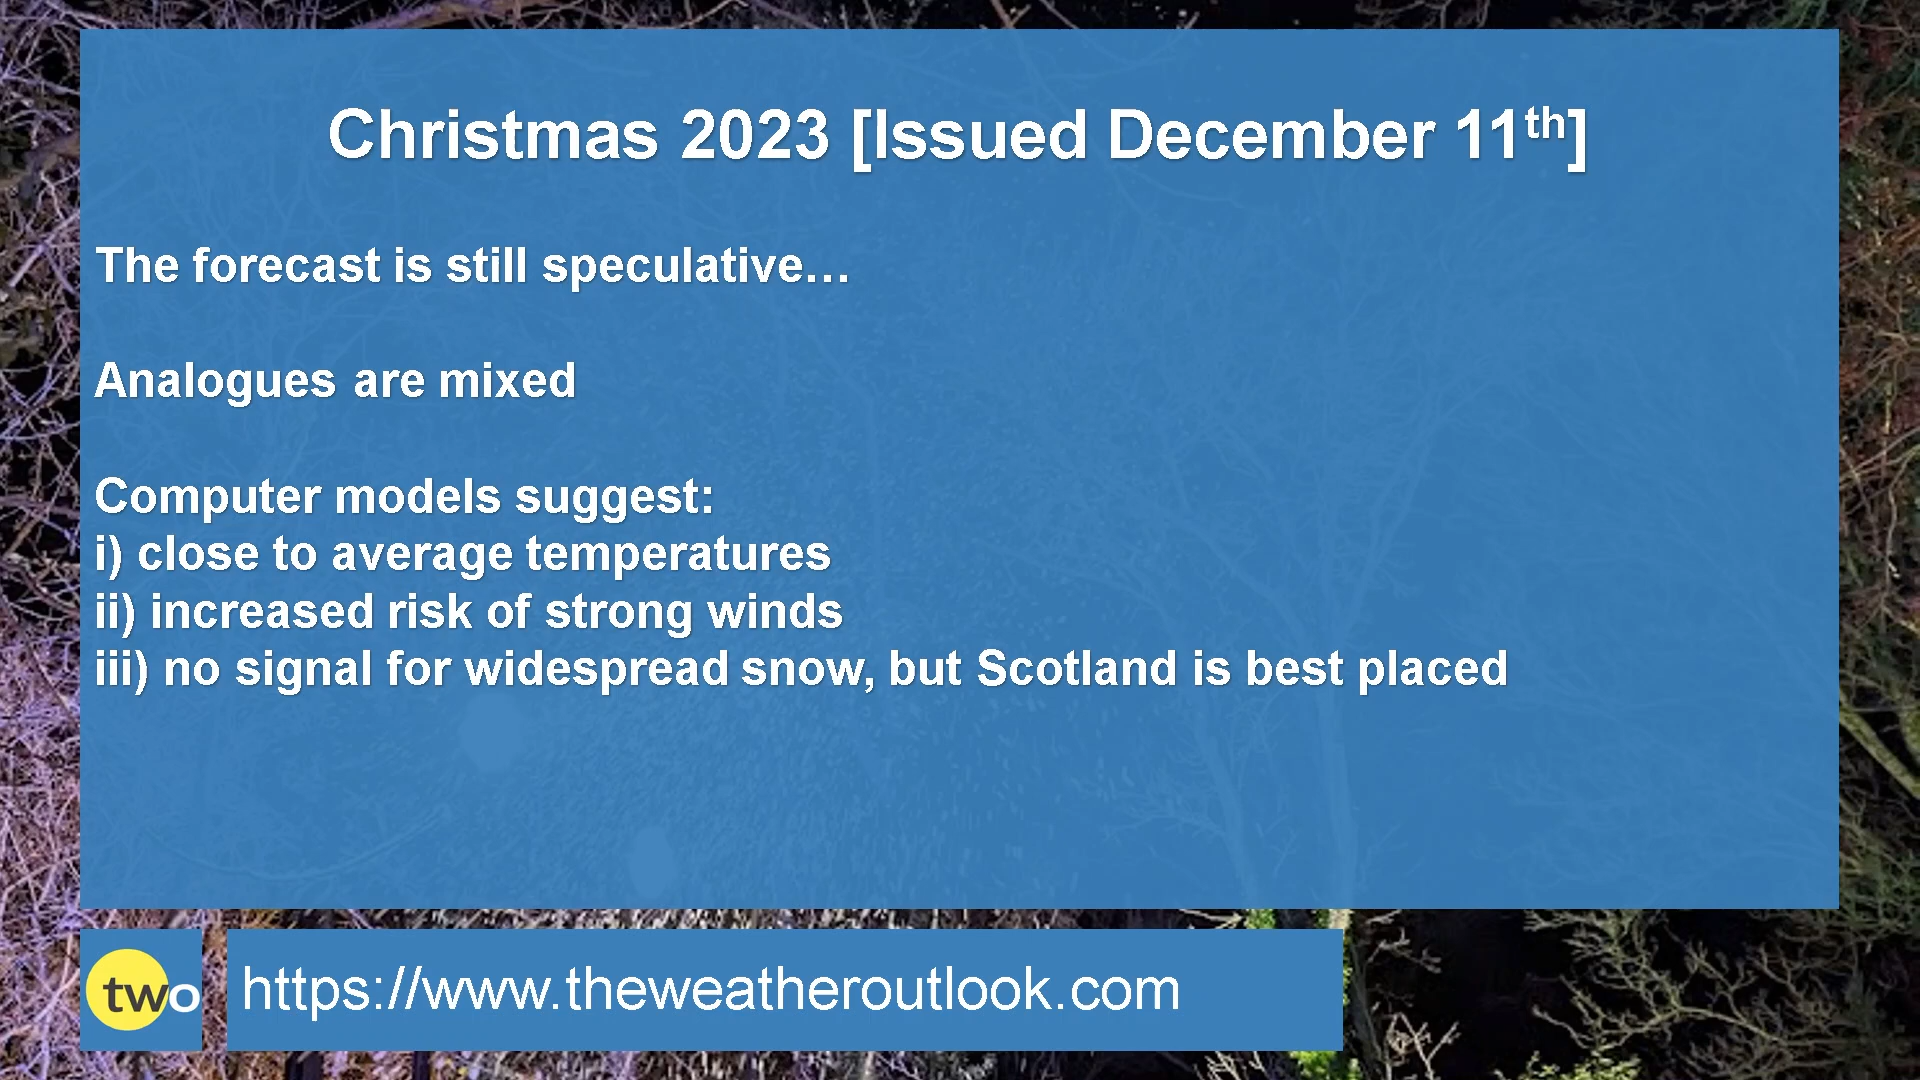 Christmas 2023 [Issued December 11th]
The forecast is still speculative…
Analogues are mixed
Computer models suggest:
i) close to average temperatures
ii) increased risk of strong winds
iii) no signal for widespread snow, but Scotland is best placed
two
https://www.theweatheroutlook.com